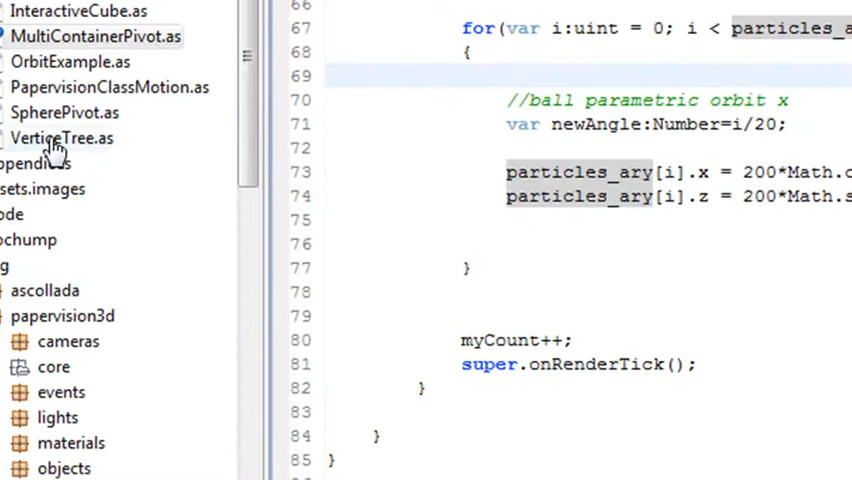 InteractiveCube.as
MultiContainerPivot.as
OrbitExample.as
PapervisionClassMotion.as
SpherePivot.as
VerticeTree.as
ppendices
sets.images
ode
ochump
g
ascollada
papervision3d
cameras
core
events
lights
materials
objects
66
67 for(var i:uint = 0; i < particles_a
68 {
69
70 //ball parametric orbit x
71 var newAngle:Number=i/20;
72
73 particles_ary[i].x = 200*Math.c
74 particles_ary[i].z = 200*Math.s
75
76
77 }
78
79
80 myCount++;
81 super.onRenderTick();
82 }
83
84 }
85 }